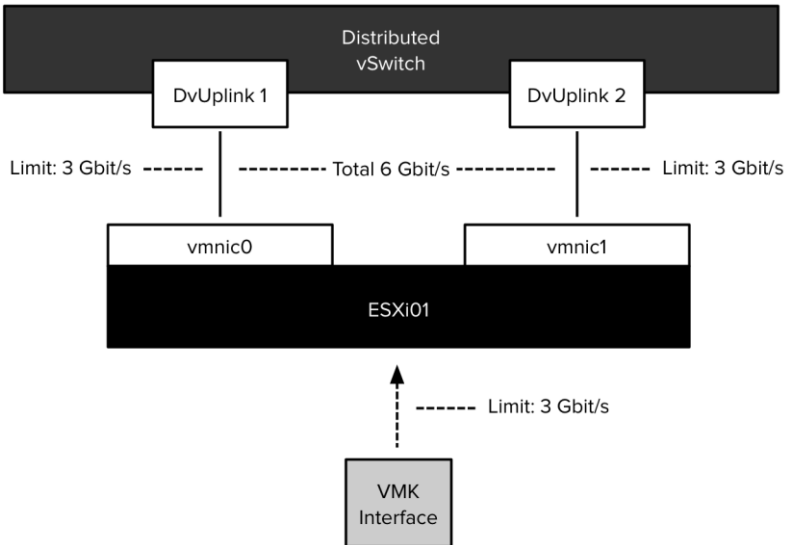 Distributed
vSwitch
DvUplink 1
DvUplink 2
Limit: 3 Gbit/s
Total 6 Gbit/s
Limit: 3 Gbit/s
vmnic0
vmnic1
ESXi01
Limit: 3 Gbit/s
VMK
Interface